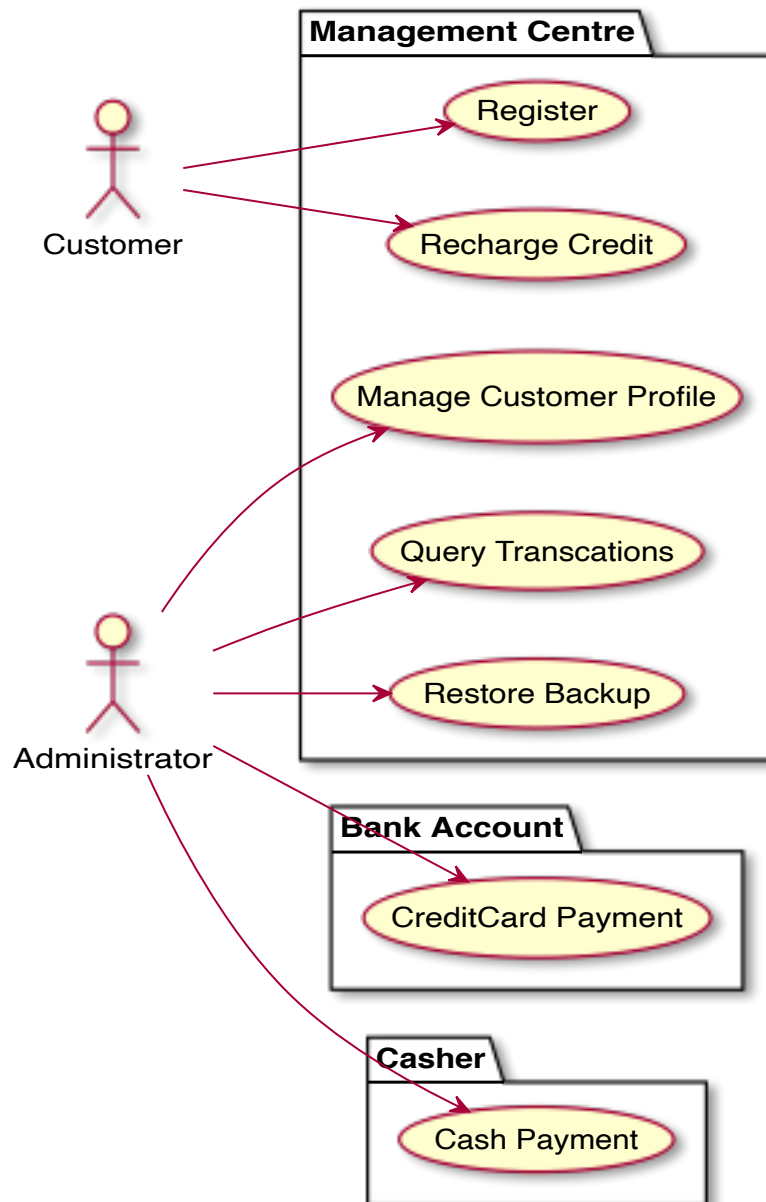 Management Centre
Register
Customer
Recharge Credit
Manage Customer Profile
Query Transcations
Restore Backup
Administrator
Bank Account
CreditCard Payment
Casher
Cash Payment